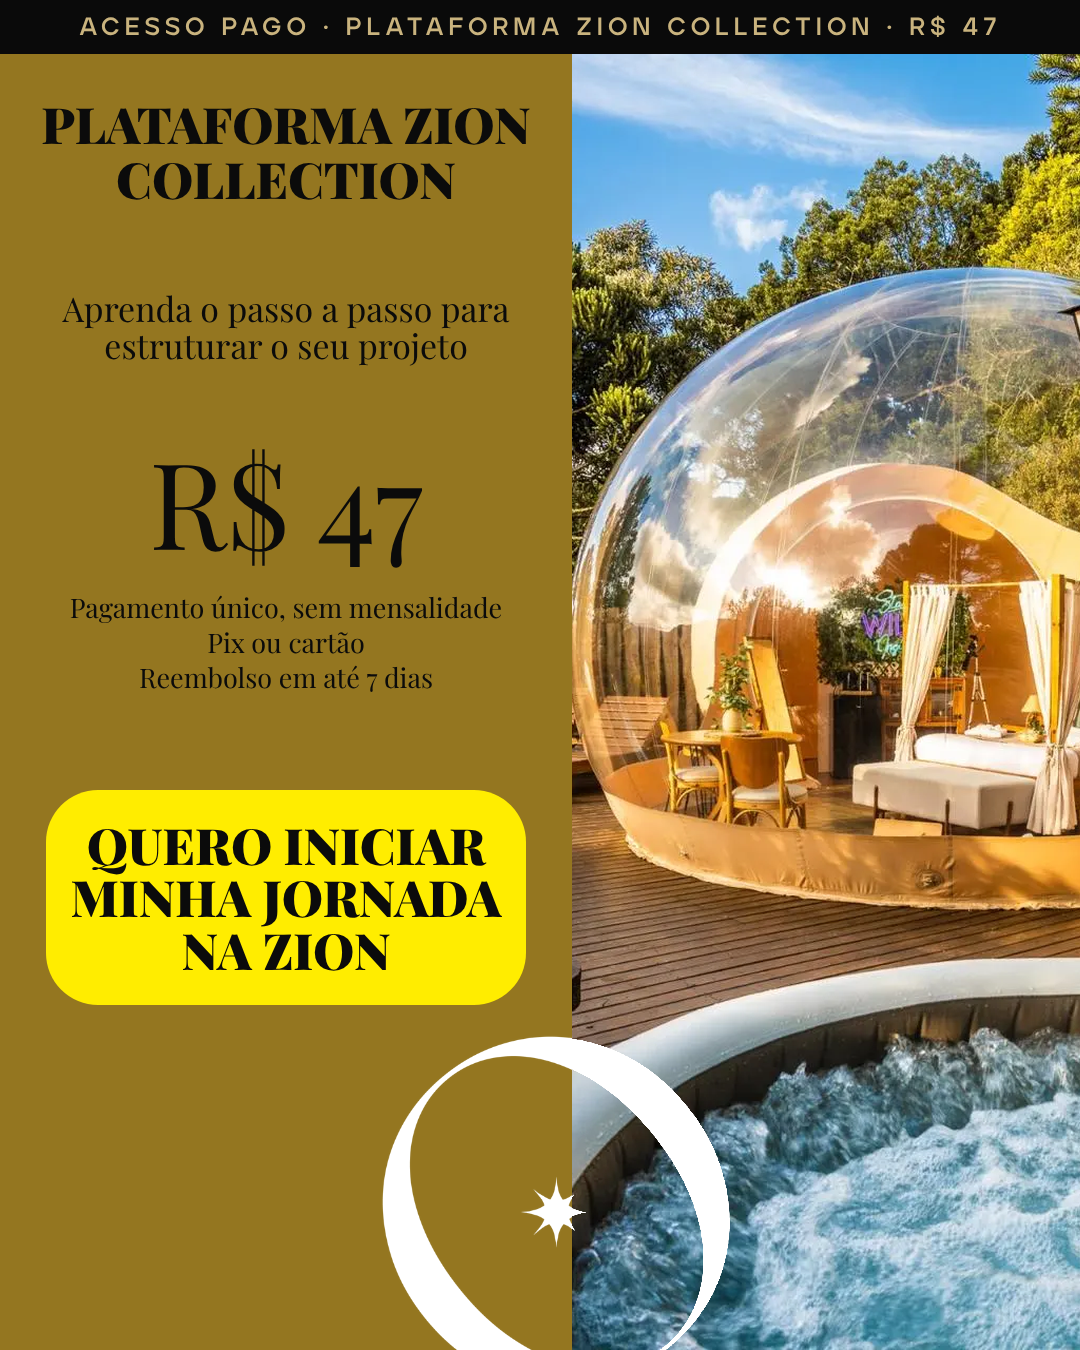 ACESSO PAGO · PLATAFORMA ZION COLLECTION · R$ 47
PLATAFORMA ZION
COLLECTION
Aprenda o passo a passo para
estruturar o seu projeto
R$ 47
Pagamento único, sem mensalidade
Pix ou cartão
Reembolso em até 7 dias
QUERO INICIAR
MINHA JORNADA
NA ZION